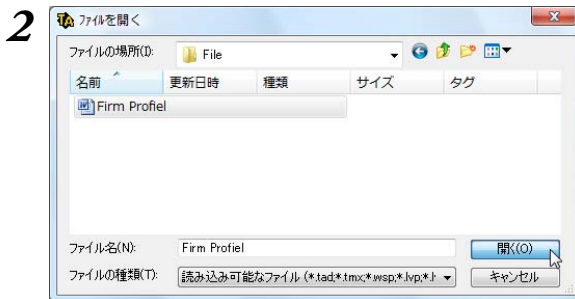 2
ファイルを開く
ファイルの場所(I):
File
名前 更新日時 種類 サイズ タグ
Firm Profiel
ファイル名(N): Firm Profiel 開く(O)
ファイルの種類(T): 読み込み可能なファイル (*.tad;*.tmx;*.wsp;*.lvp;*.l キャンセル